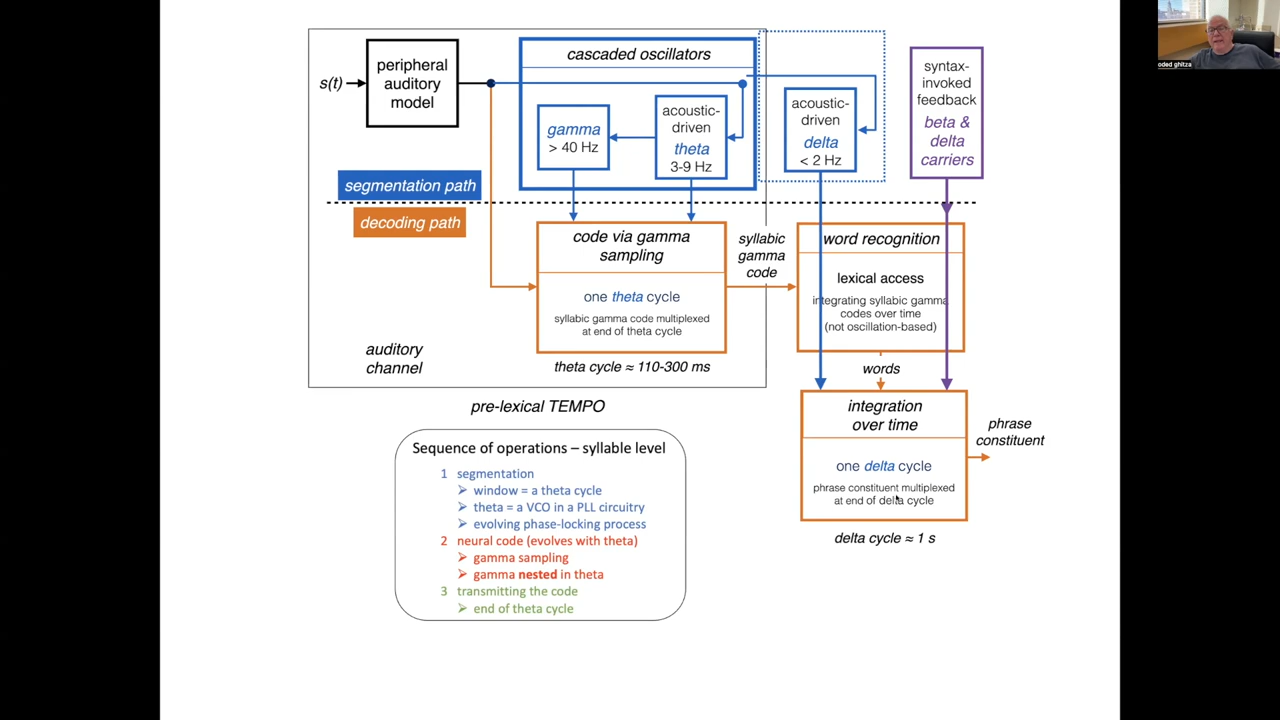 s(t)
peripheral
auditory
model
cascaded oscillators
gamma
> 40 Hz
acoustic-
driven
theta
3-9 Hz
acoustic-
driven
delta
< 2 Hz
syntax-
invoked
feedback
beta &
delta
carriers
oded ghitza
segmentation path
decoding path
code via gamma
sampling
one theta cycle
syllabic gamma code multiplexed
at end of theta cycle
theta cycle ≈ 110-300 ms
syllabic
gamma
code
word recognition
lexical access
integrating syllabic gamma
codes over time
(not oscillation-based)
words
auditory
channel
pre-lexical TEMPO
integration
over time
one delta cycle
phrase constituent multiplexed
at end of delta cycle
delta cycle ≈ 1 s
phrase
constituent
Sequence of operations – syllable level
1 segmentation
➢ window = a theta cycle
➢ theta = a VCO in a PLL circuitry
➢ evolving phase-locking process
2 neural code (evolves with theta)
➢ gamma sampling
➢ gamma nested in theta
3 transmitting the code
➢ end of theta cycle